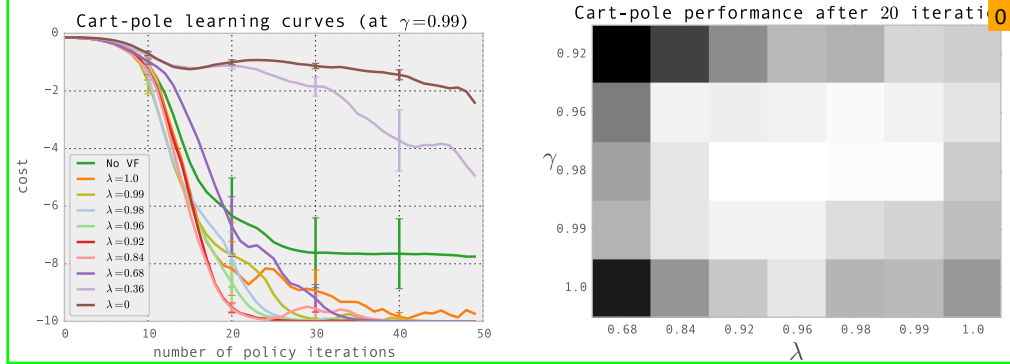 Cart-pole learning curves (at γ=0.99)
0
−2
−4
−6
−8
−10
cost
No VF
λ=1.0
λ=0.99
λ=0.98
λ=0.96
λ=0.92
λ=0.84
λ=0.68
λ=0.36
λ=0
0 10 20 30 40 50
number of policy iterations
Cart-pole performance after 20 iterati
0
0.92
0.96
0.98
0.99
1.0
γ
0.68 0.84 0.92 0.96 0.98 0.99 1.0
λ